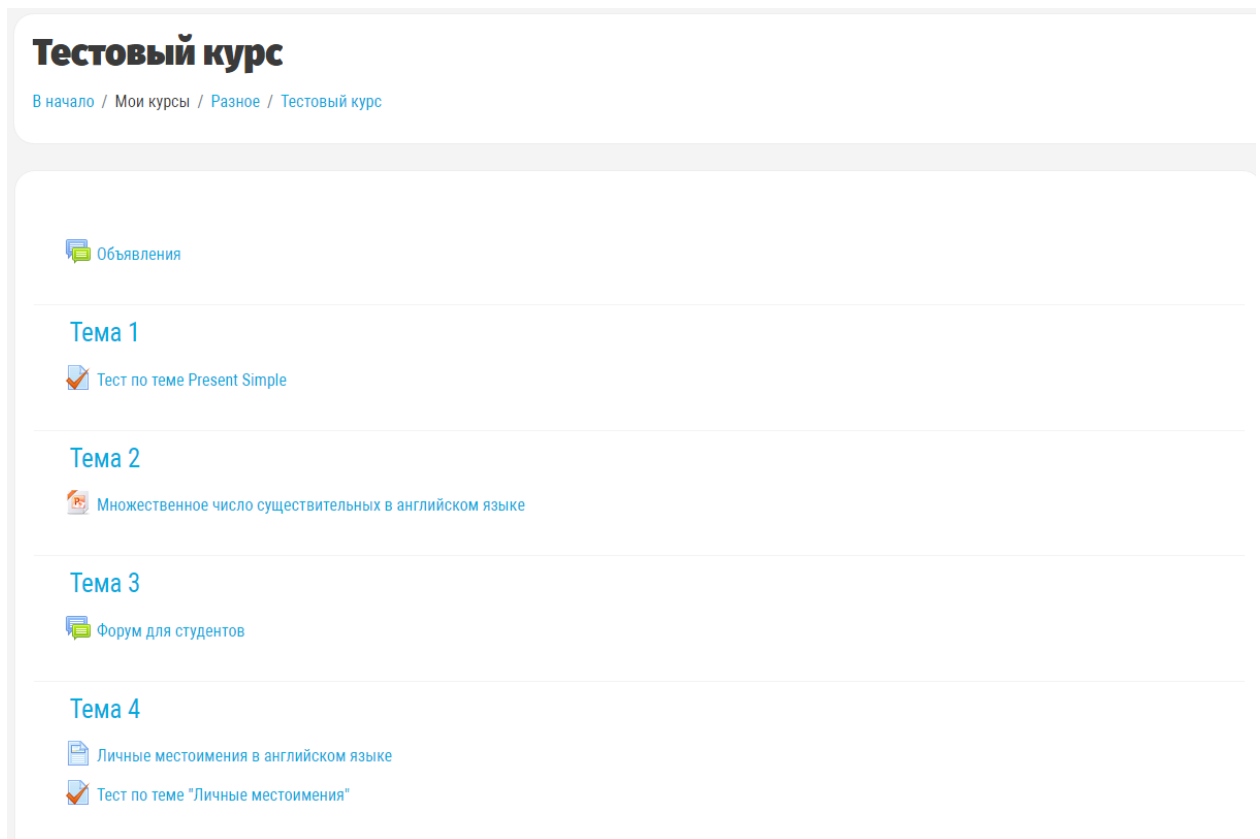 Тестовый курс
В начало / Мои курсы / Разное / Тестовый курс
Объявления
Тема 1
Тест по теме Present Simple
Тема 2
Множественное число существительных в английском языке
Тема 3
Форум для студентов
Тема 4
Личные местоимения в английском языке
Тест по теме "Личные местоимения"